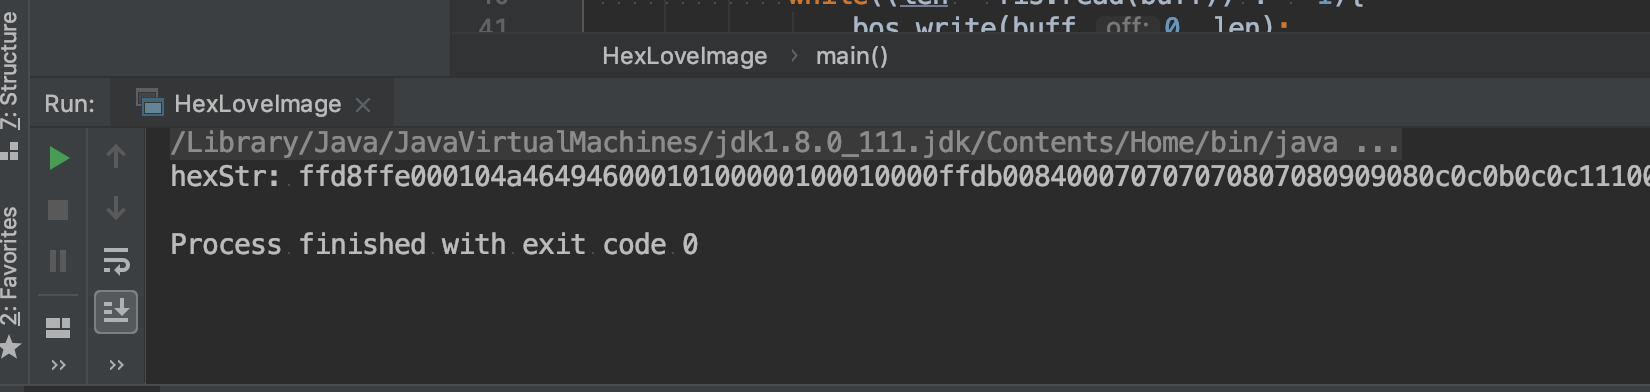 41
bos.write(buff, off: 0, len);
HexLoveImage > main()
7: Structure
Run: HexLoveImage ×
/Library/Java/JavaVirtualMachines/jdk1.8.0_111.jdk/Contents/Home/bin/java ...
hexStr: ffd8ffe000104a46494600010100000100010000ffdb008400070707070807080909080c0c0b0c0c11100
Process finished with exit code 0
2: Favorites